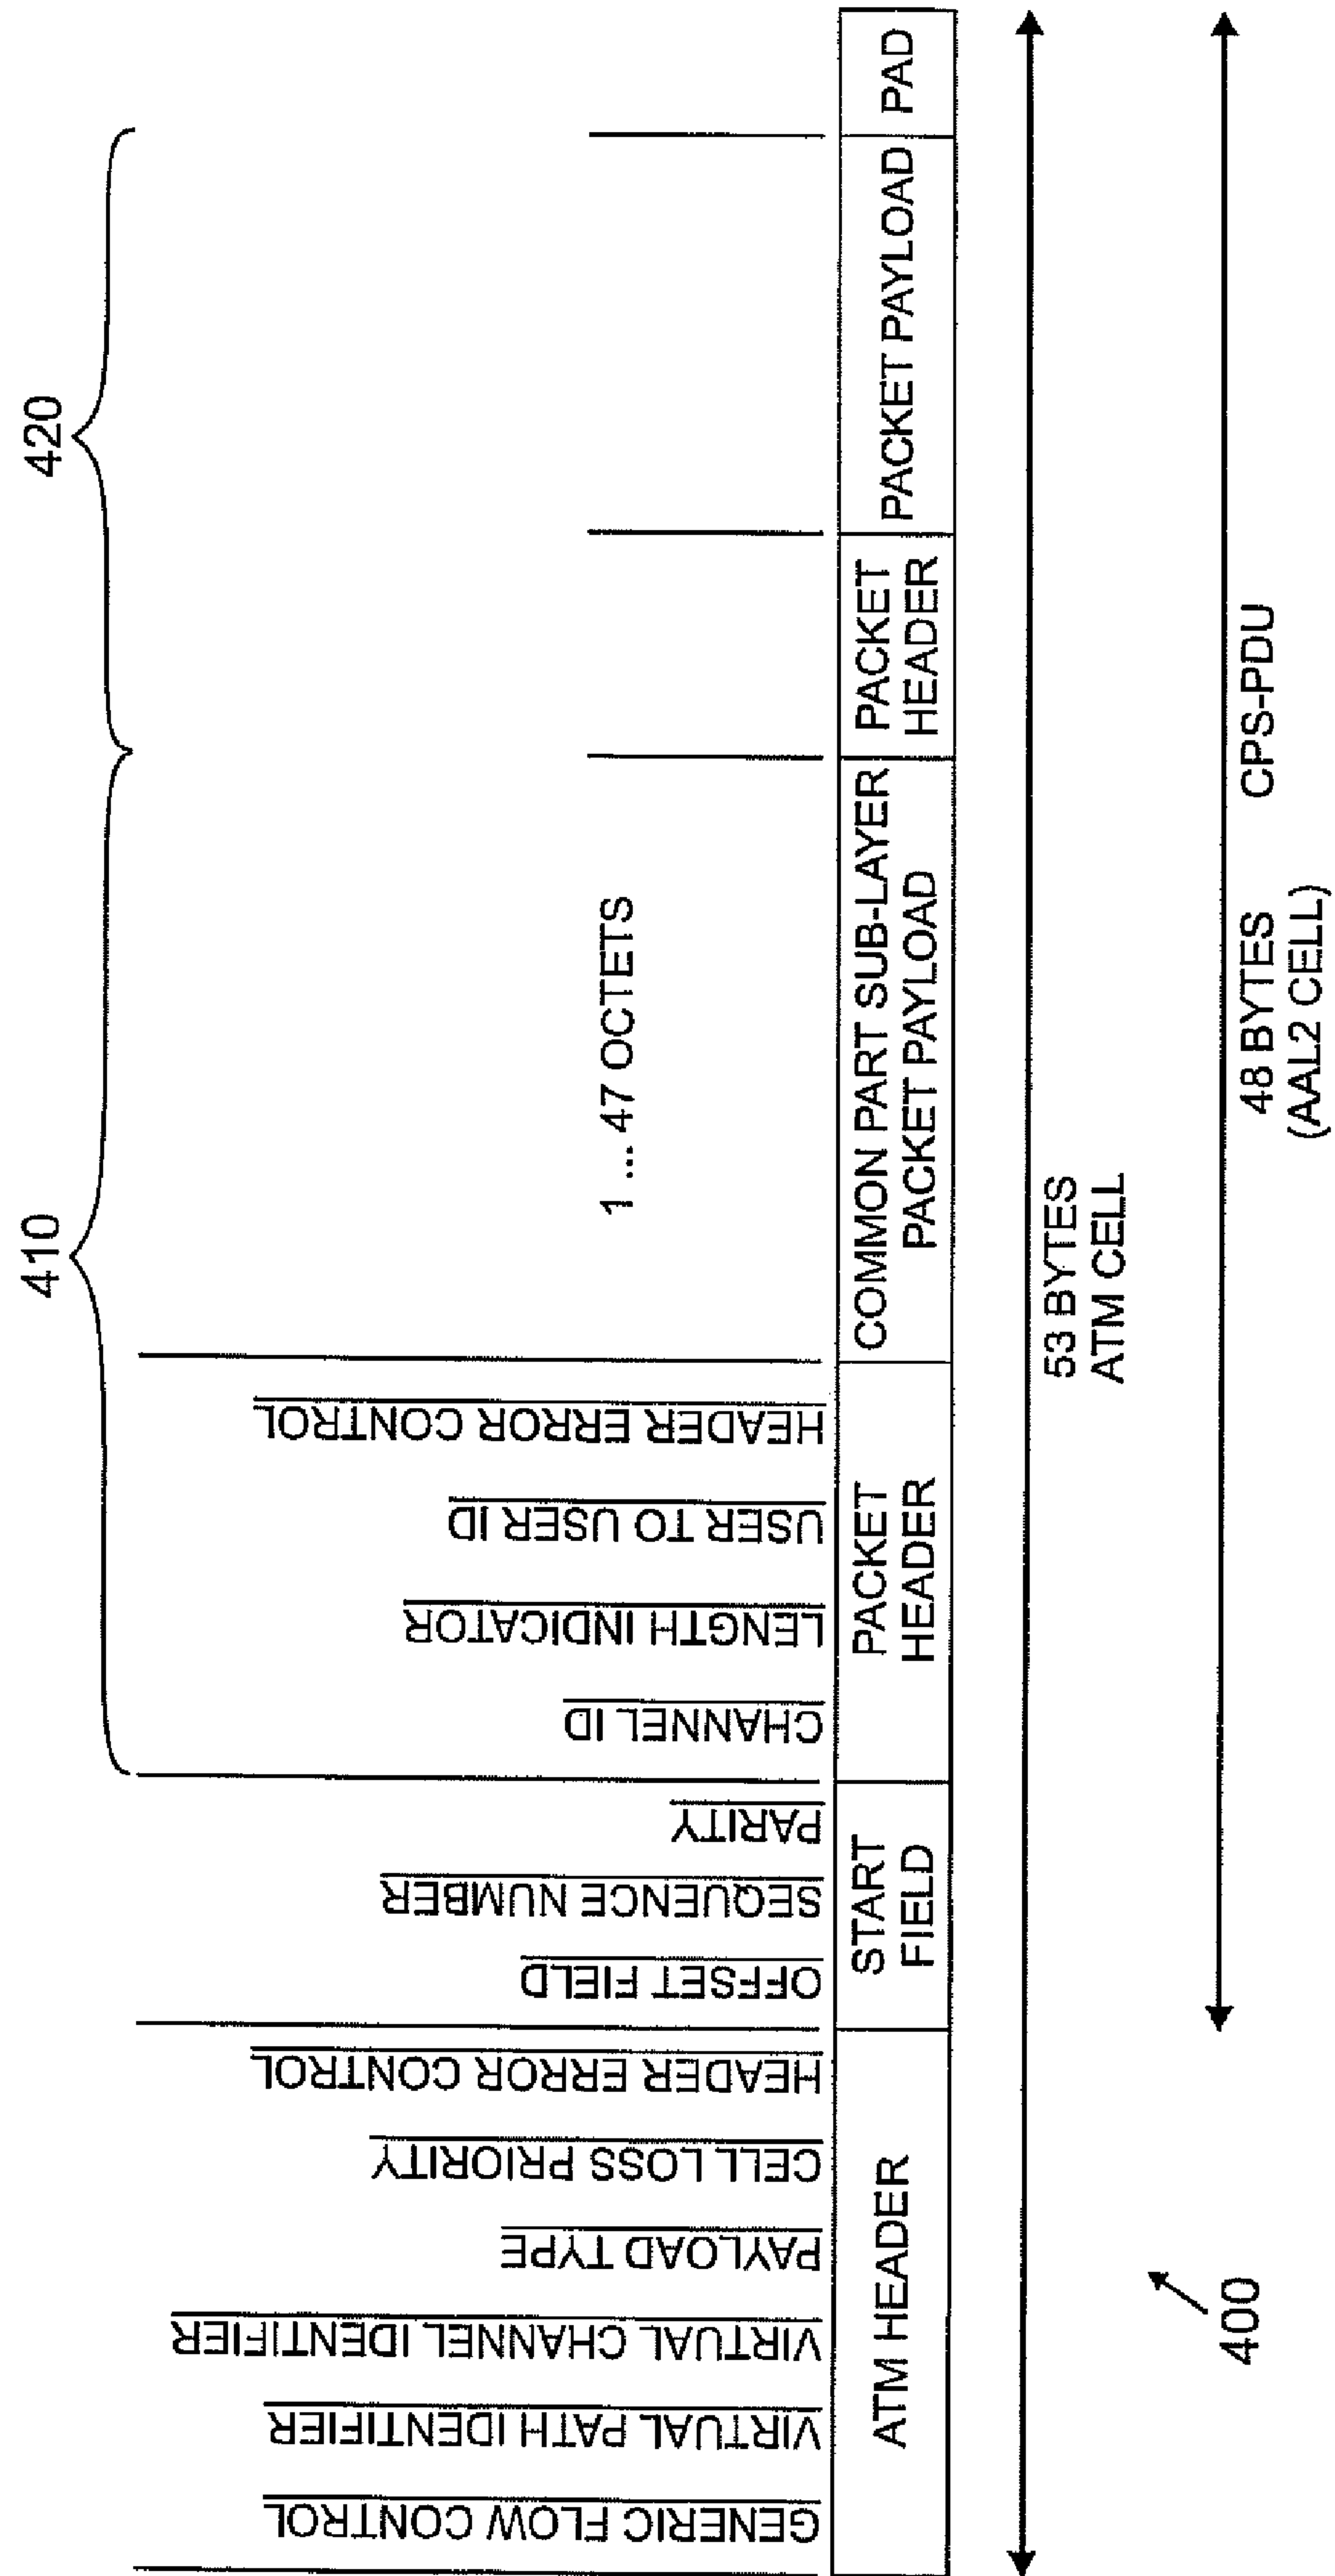 410
420
GENERIC FLOW CONTROL
VIRTUAL PATH IDENTIFIER
VIRTUAL CHANNEL IDENTIFIER
PAYLOAD TYPE
CELL LOSS PRIORITY
HEADER ERROR CONTROL
OFFSET FIELD
SEQUENCE NUMBER
PARITY
CHANNEL ID
LENGTH INDICATOR
USER TO USER ID
HEADER ERROR CONTROL
1 ... 47 OCTETS
ATM HEADER
START
FIELD
PACKET
HEADER
COMMON PART SUB-LAYER
PACKET PAYLOAD
PACKET
HEADER
PACKET PAYLOAD
PAD
53 BYTES
ATM CELL
48 BYTES
(AAL2 CELL)
CPS-PDU
400